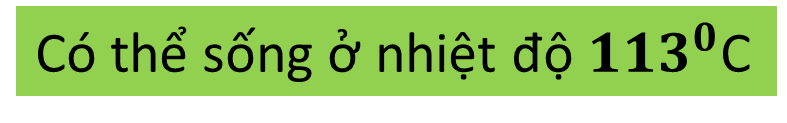 Có thể sống ở nhiệt độ 113⁰C